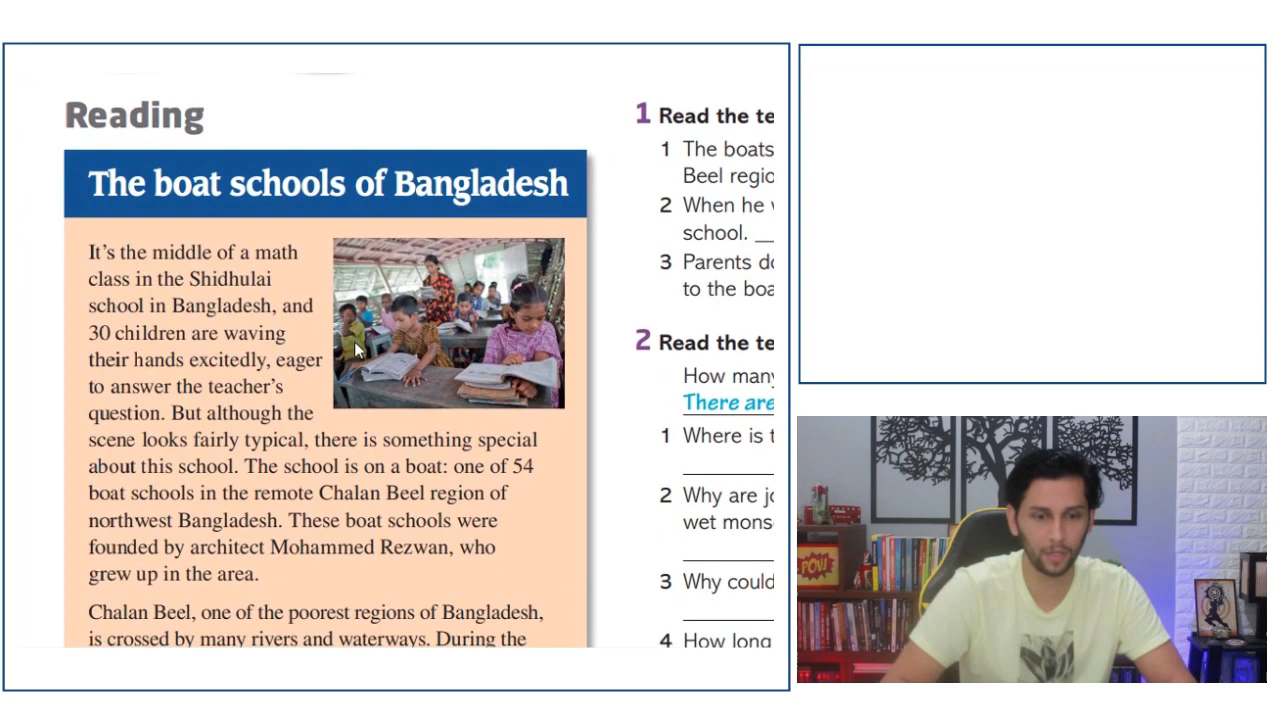 Reading
The boat schools of Bangladesh
It's the middle of a math
class in the Shidhulai
school in Bangladesh, and
30 children are waving
their hands excitedly, eager
to answer the teacher's
question. But although the
scene looks fairly typical, there is something special
about this school. The school is on a boat: one of 54
boat schools in the remote Chalan Beel region of
northwest Bangladesh. These boat schools were
founded by architect Mohammed Rezwan, who
grew up in the area.
Chalan Beel, one of the poorest regions of Bangladesh,
is crossed by many rivers and waterways. During the
1 Read the te
1 The boats
Beel regio
2 When he
school. __
3 Parents do
to the boa
2 Read the te
How many
There are
1 Where is t
2 Why are jo
wet mons
3 Why could
4 How long
POW